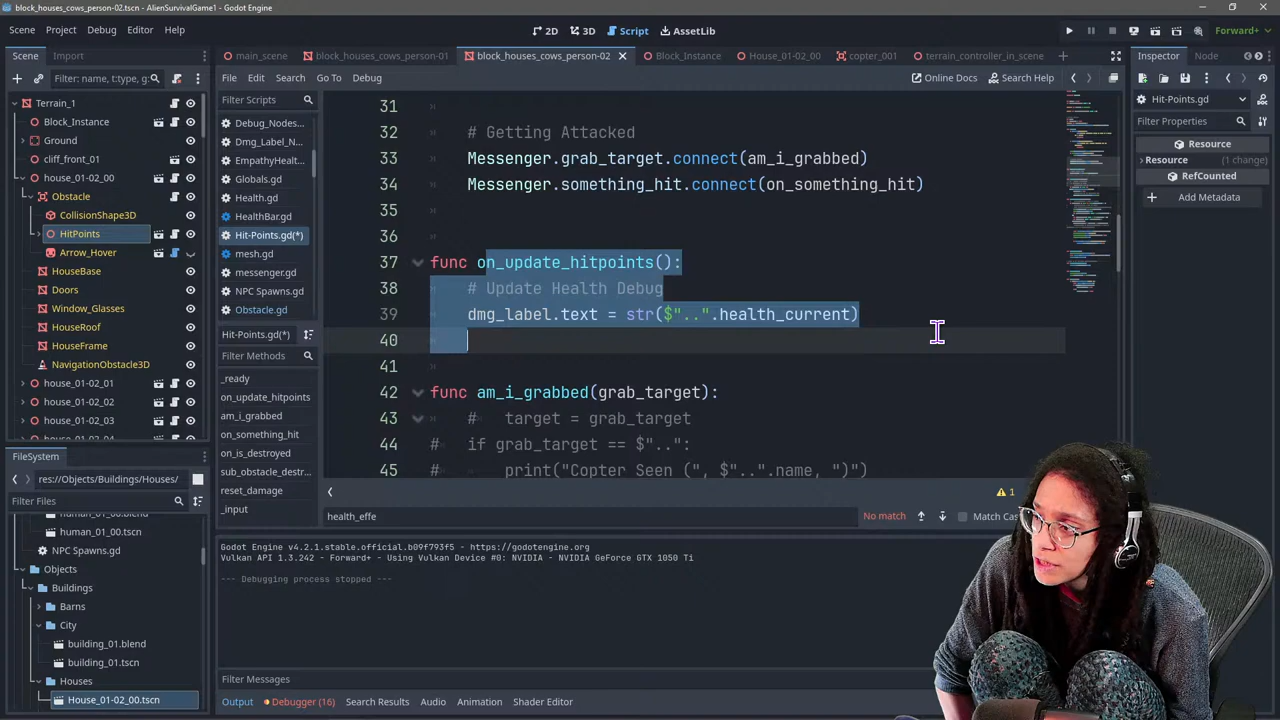 block_houses_cows_person-02.tscn - AlienSurvivalGame1 - Godot Engine
Scene Project Debug Editor Help
2D 3D Script AssetLib
Forward+
Scene Import
main_scene block_houses_cows_person-01 block_houses_cows_person-02 Block_Instance House_01-02_00 copter_001 terrain_controller_in_scene
Inspector Node
Filter: name, t:type, g:
File Edit Search Go To Debug
Online Docs Search Help
Filter Scripts
Hit-Points.gd
Filter Properties
Resource
Resource (1 change)
RefCounted
Add Metadata
Terrain_1
Block_Instance
Ground
cliff_front_01
house_01-02_00
Obstacle
CollisionShape3D
HitPoints
Arrow_Hover
HouseBase
Doors
Window_Glasses
HouseRoof
HouseFrame
NavigationObstacle3D
house_01-02_01
house_01-02_02
house_01-02_03
house_01-02_04
Debug_Nodes...
Dmg_Label_N...
EmpathyHealt...
Globals.gd
Health.gd
HealthBar.gd
Hit-Points.gd(*)
mesh.gd
messenger.gd
NPC Spawns.gd
Obstacle.gd
Hit-Points.gd(*)
Filter Methods
_ready
on_update_hitpoints
am_i_grabbed
on_something_hit
on_is_destroyed
sub_obstacle_destr...
reset_damage
_input
31
32 # Getting Attacked
33 Messenger.grab_target.connect(am_i_grabbed)
34 Messenger.something_hit.connect(on_something_hit)
35
36
37 func on_update_hitpoints():
38 # Update Health Debug
39 dmg_label.text = str($"..".health_current)
40
41
42 func am_i_grabbed(grab_target):
43 # target = grab_target
44 # if grab_target == $"..":
45 # print("Copter Seen (", $"..".name, ")")
1
health_effe
No match
Match Cas
FileSystem
res://Objects/Buildings/Houses/
Filter Files
human_01_00.blend
human_01_00.tscn
NPC Spawns.gd
Objects
Buildings
Barns
City
building_01.blend
building_01.tscn
Houses
House_01-02_00.tscn
Godot Engine v4.2.1.stable.official.b09f793f5 - https://godotengine.org
Vulkan API 1.3.242 - Forward+ - Using Vulkan Device #0: NVIDIA - NVIDIA GeForce GTX 1050 Ti
--- Debugging process stopped ---
Filter Messages
Output Debugger (16) Search Results Audio Animation Shader Editor